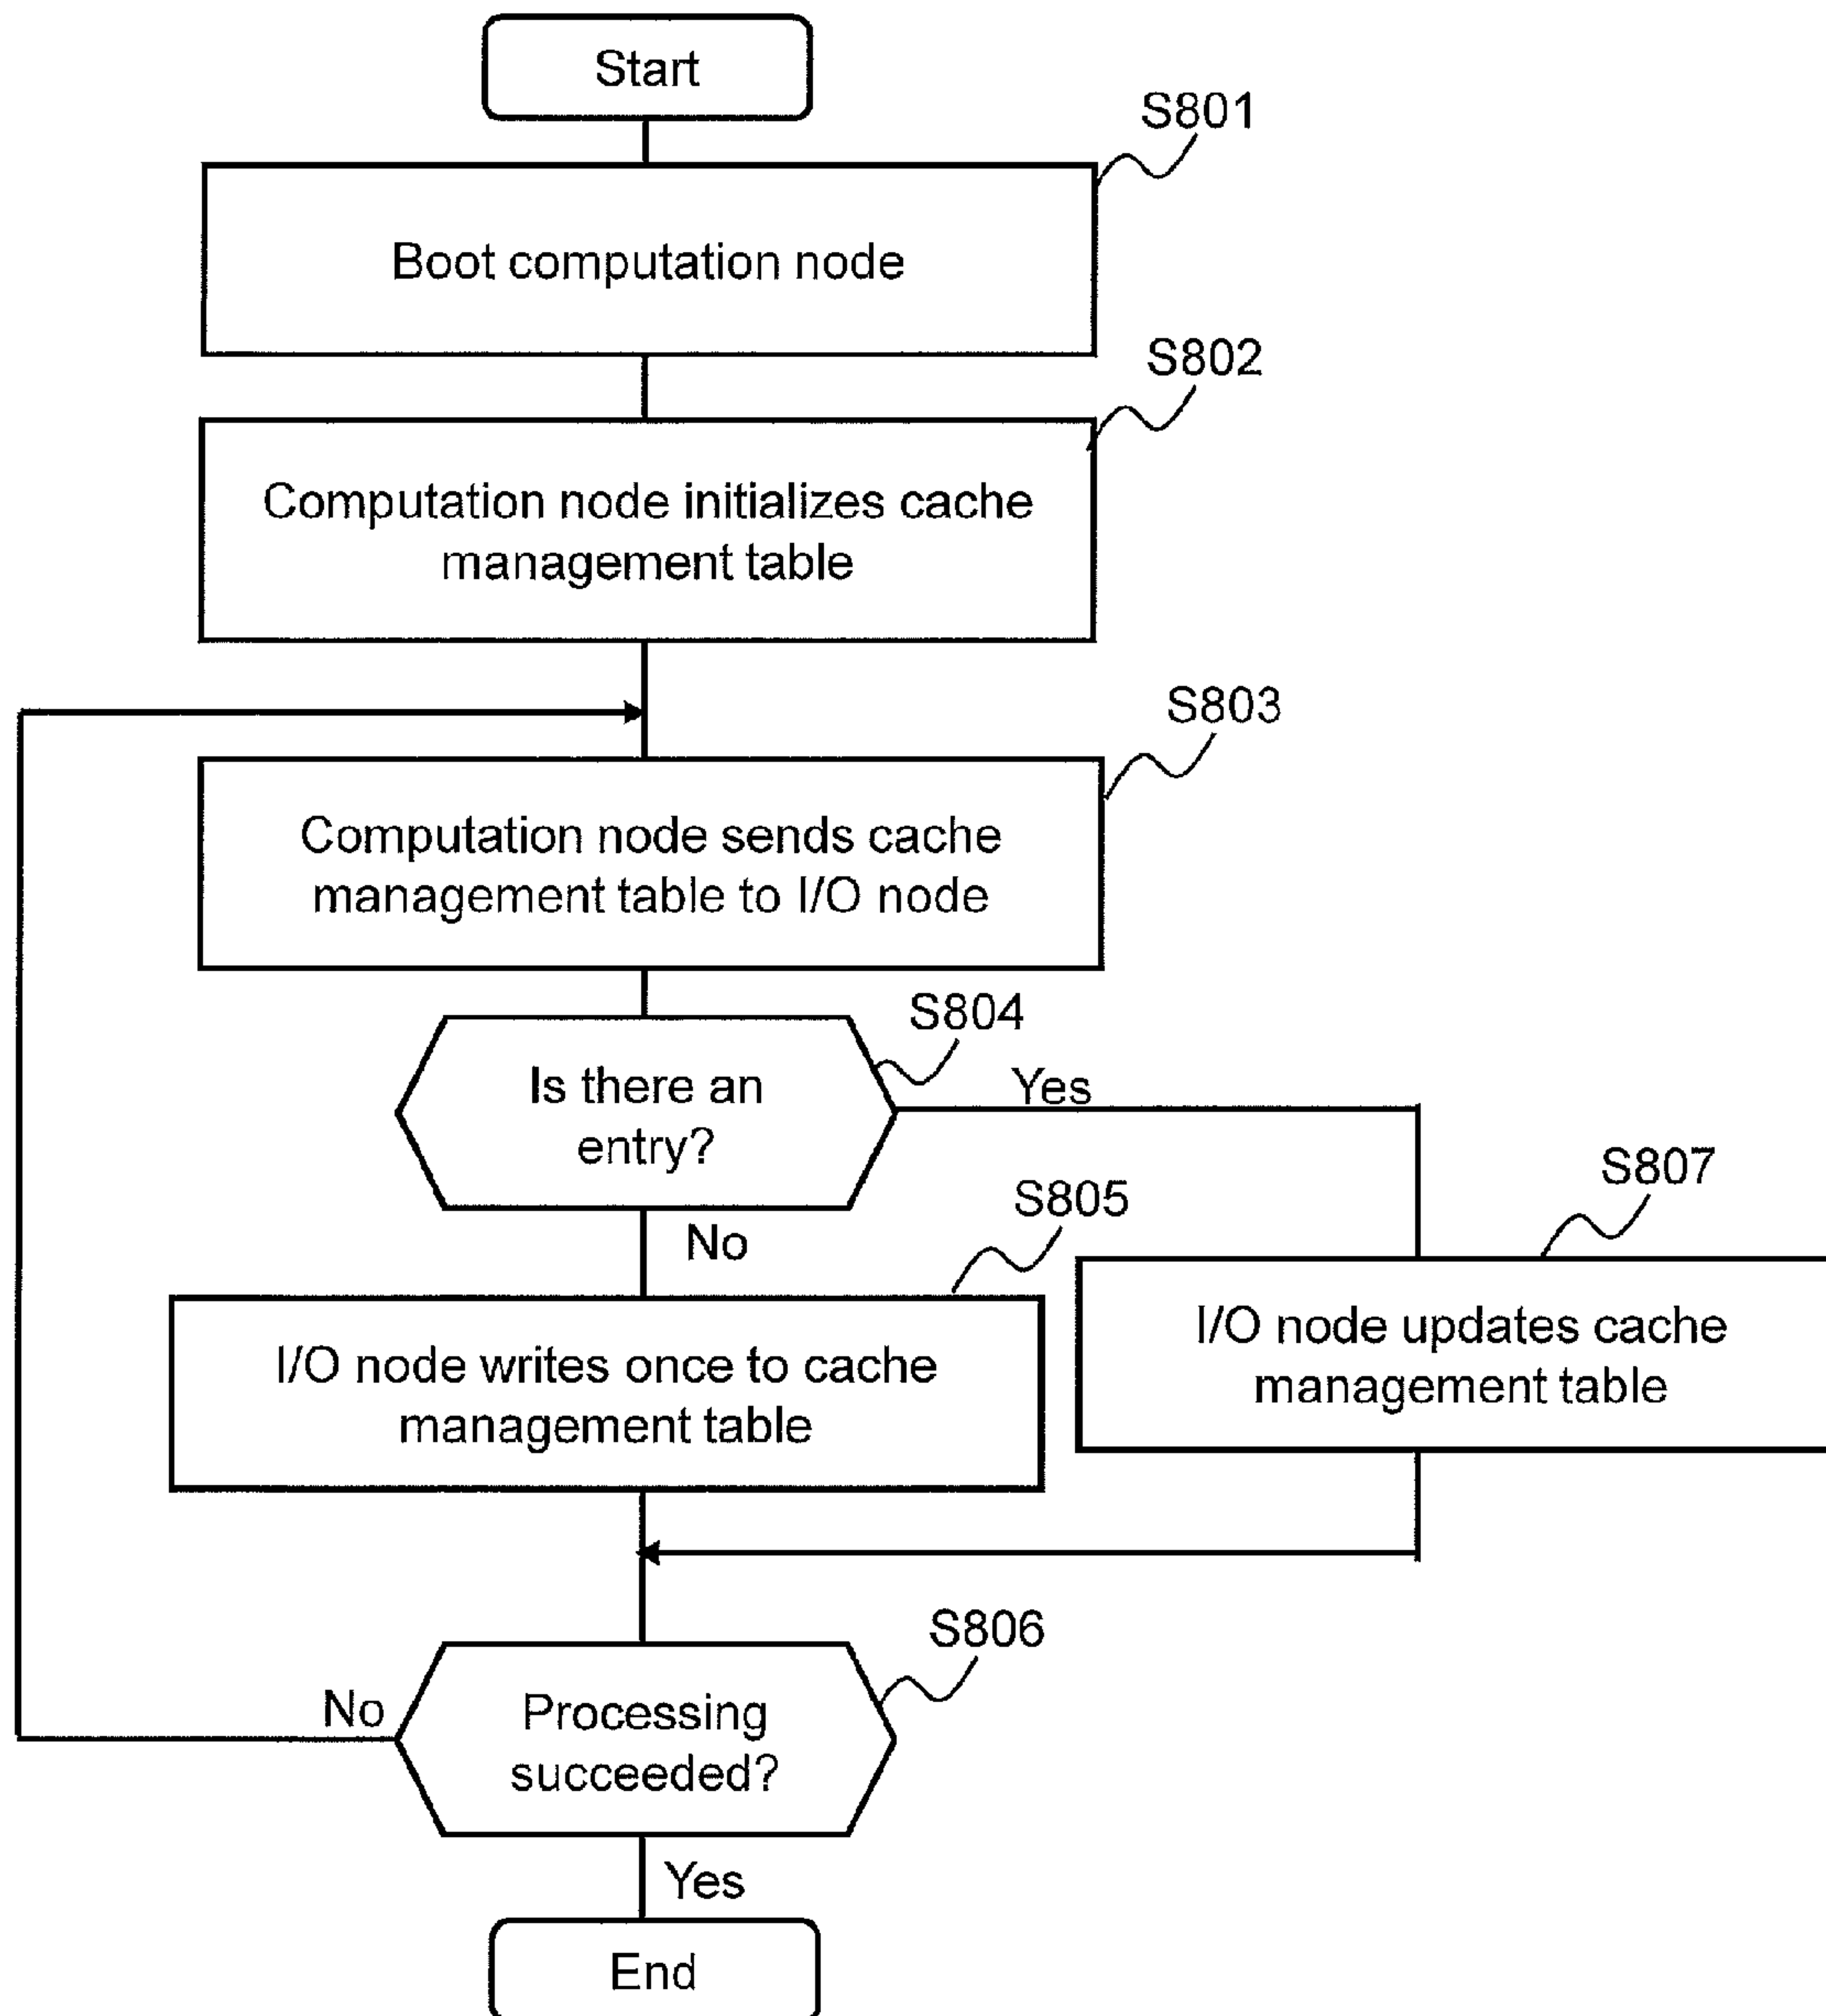 Start
S801
Boot computation node
S802
Computation node initializes cache
management table
S803
Computation node sends cache
management table to I/O node
S804
Is there an
entry?
Yes
No
S805
S807
I/O node writes once to cache
management table
I/O node updates cache
management table
S806
Processing
succeeded?
No
Yes
End